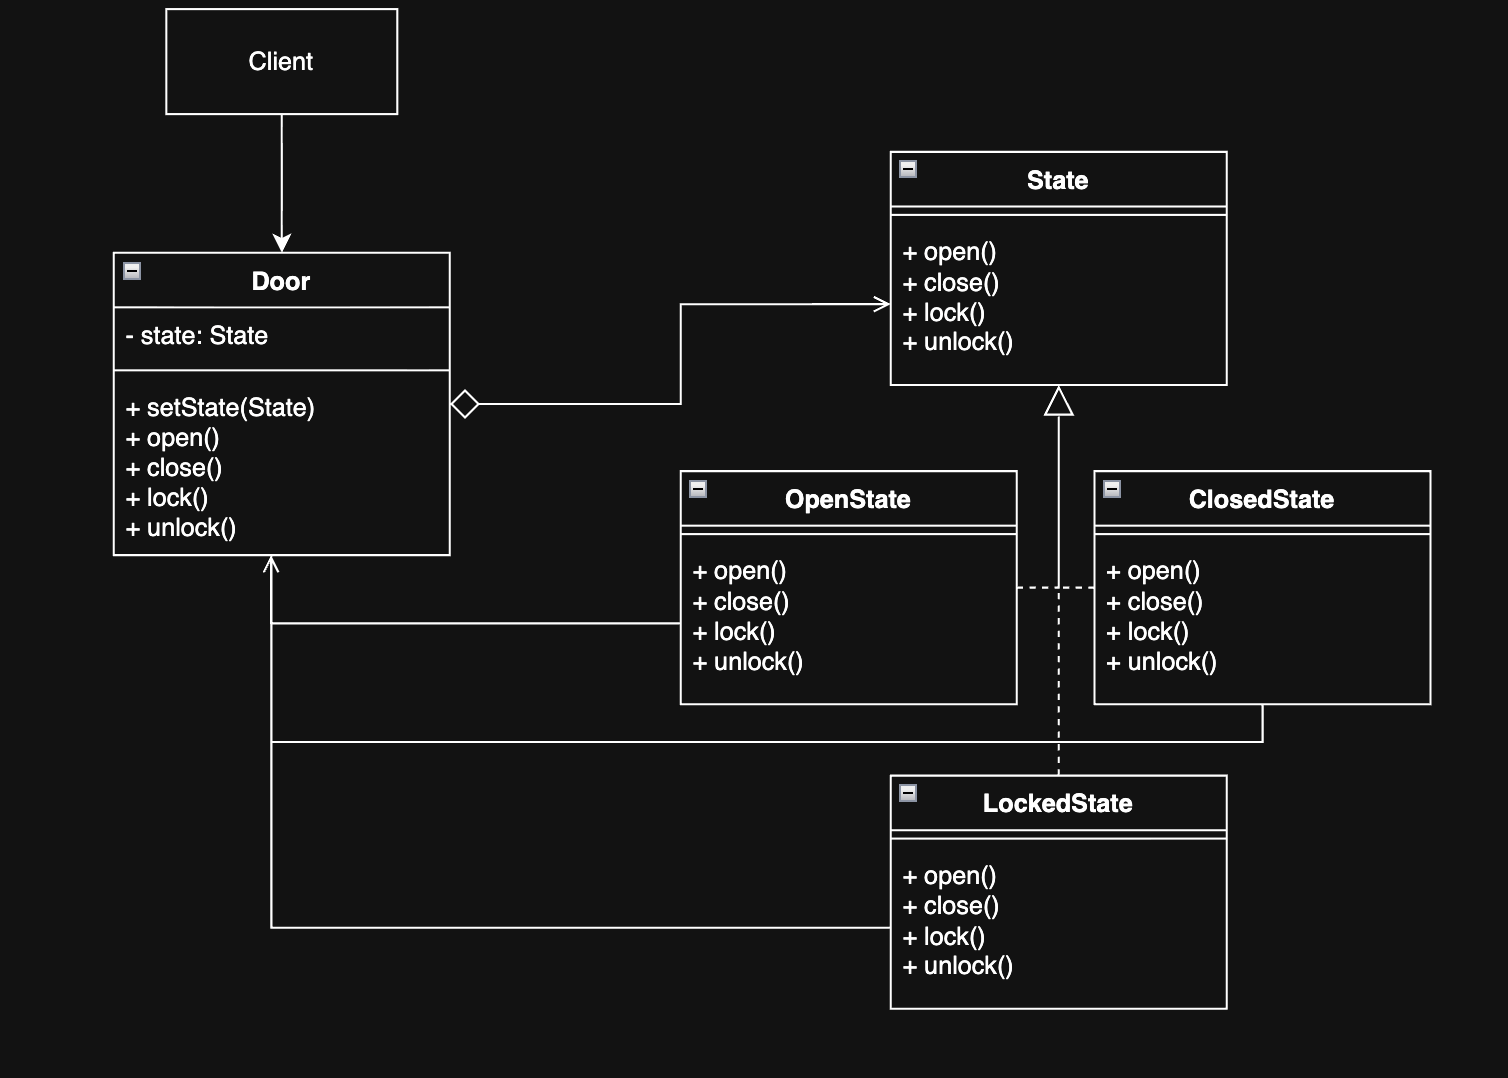 Client
Door
- state: State
+ setState(State)
+ open()
+ close()
+ lock()
+ unlock()
State
+ open()
+ close()
+ lock()
+ unlock()
OpenState
+ open()
+ close()
+ lock()
+ unlock()
ClosedState
+ open()
+ close()
+ lock()
+ unlock()
LockedState
+ open()
+ close()
+ lock()
+ unlock()